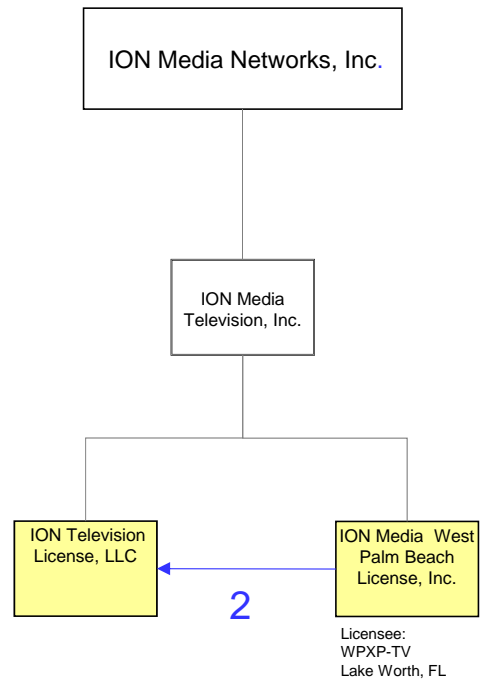 ION Media Networks, Inc.
ION Media
Television, Inc.
ION Television
License, LLC
ION Media West
Palm Beach
License, Inc.
2
Licensee:
WPXP-TV
Lake Worth, FL